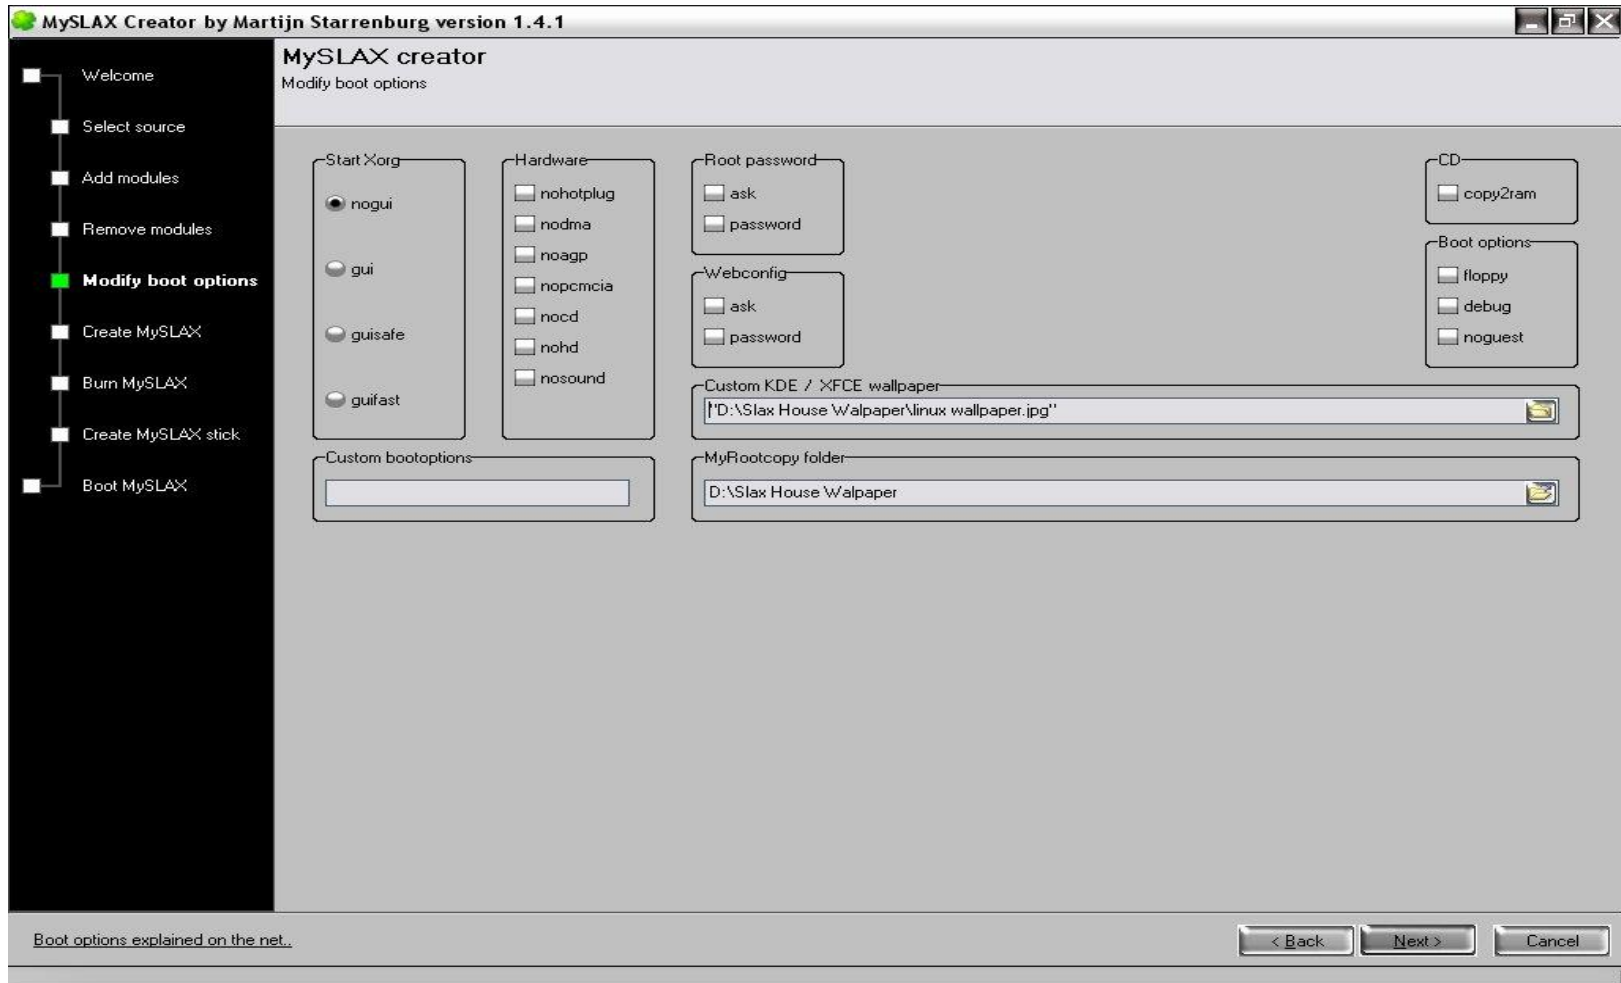 MySLAX Creator by Martijn Starrenburg version 1.4.1
MySLAX creator
Modify boot options
Welcome
Select source
Add modules
Remove modules
Modify boot options
Create MySLAX
Burn MySLAX
Create MySLAX stick
Boot MySLAX
Start Xorg
nogui
gui
guisafe
guifast
Hardware
nohotplug
nodma
noagp
nopcmcia
nocd
nohd
nosound
Root password
ask
password
Webconfig
ask
password
CD
copy2ram
Boot options
floppy
debug
noguest
Custom KDE / XFCE wallpaper
"D:\Slax House Walpaper\linux wallpaper.jpg"
Custom bootoptions
MyRootcopy folder
D:\Slax House Walpaper
Boot options explained on the net..
< Back
Next >
Cancel